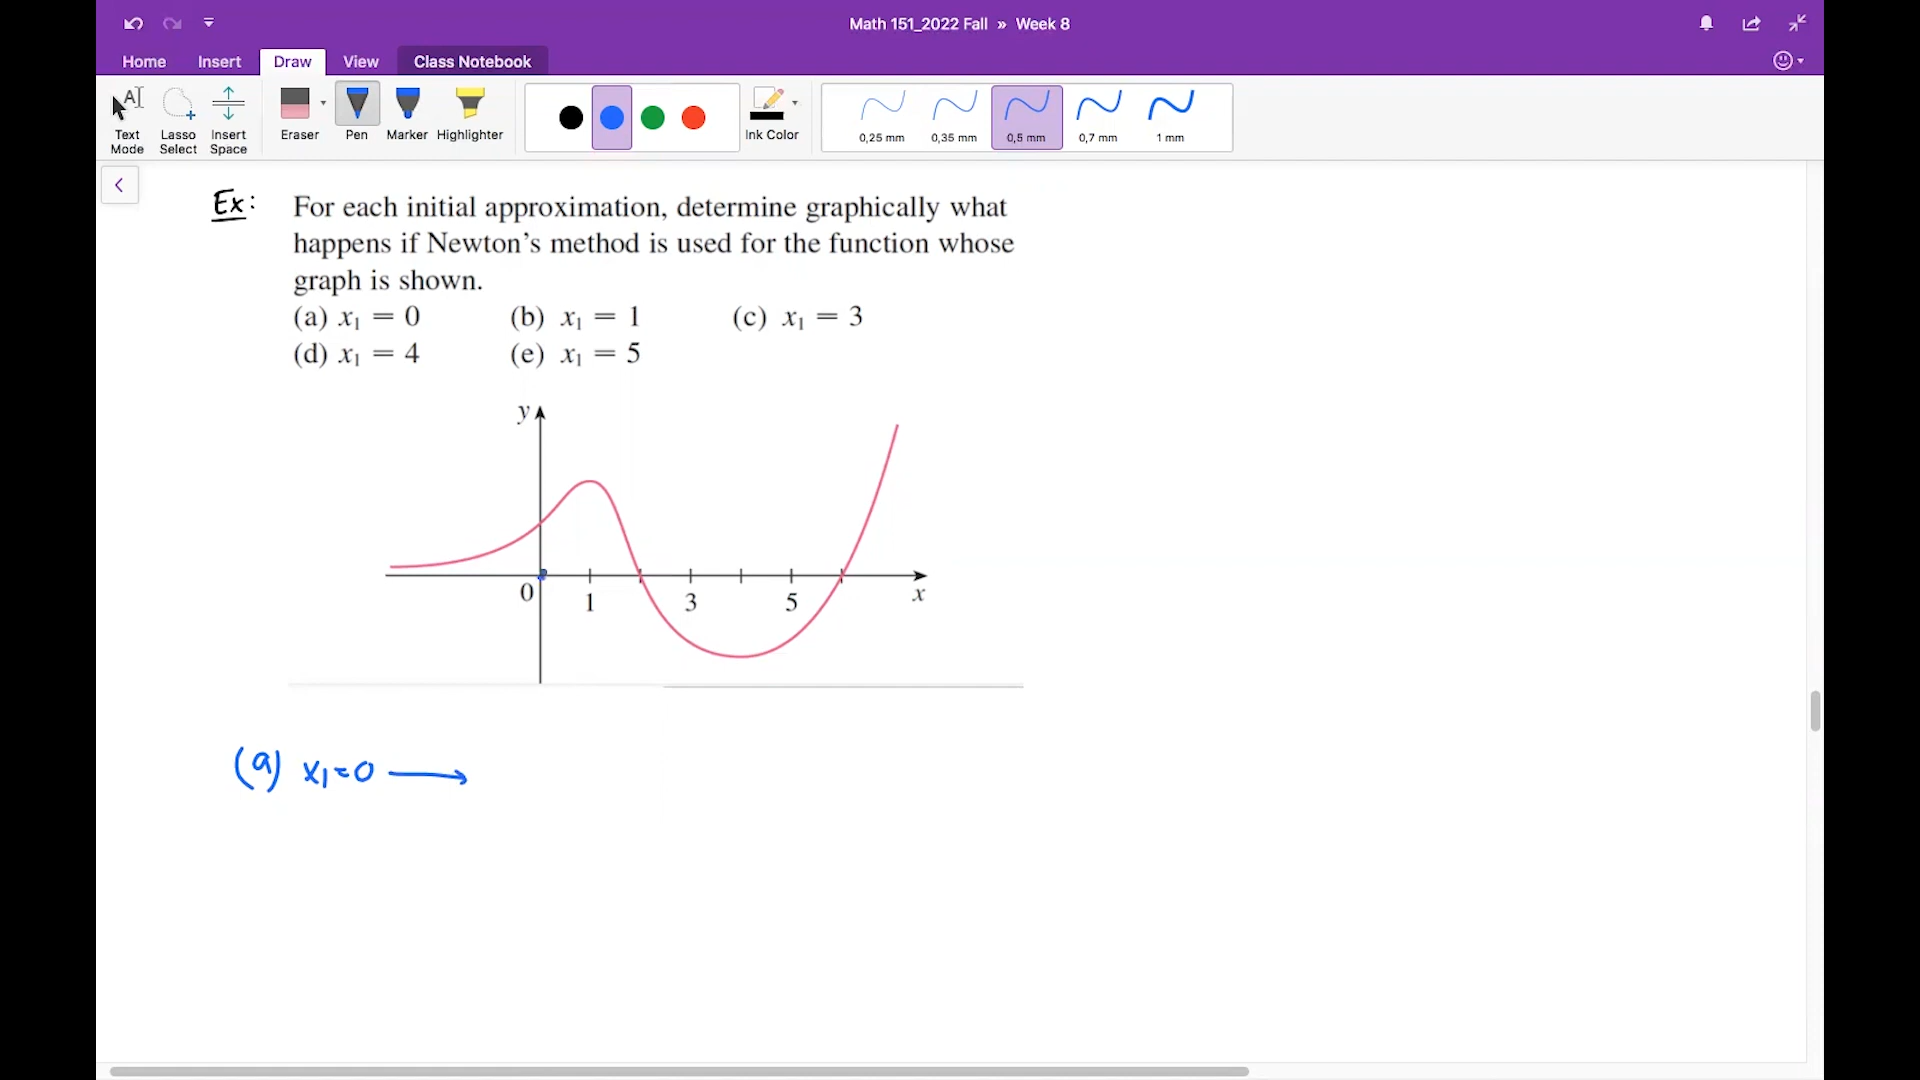 Math 151_2022 Fall » Week 8
Home Insert Draw View Class Notebook
Text Mode
Lasso Select
Insert Space
Eraser
Pen
Marker
Highlighter
Ink Color
0,25 mm
0,35 mm
0,5 mm
0,7 mm
1 mm
Ex: For each initial approximation, determine graphically what
happens if Newton's method is used for the function whose
graph is shown.
(a) x₁ = 0 (b) x₁ = 1 (c) x₁ = 3
(d) x₁ = 4 (e) x₁ = 5
y
0 1 3 5 x
(a) x₁=0 ⟶